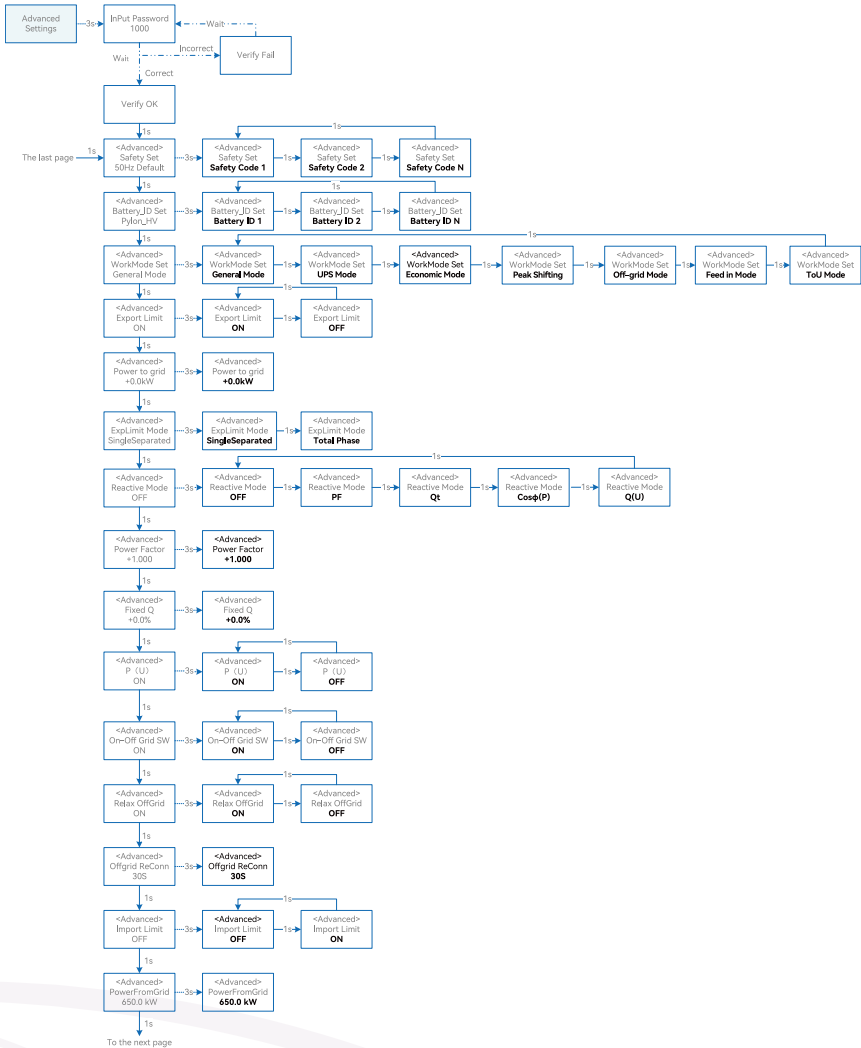 Advanced
Settings
3s
InPut Password
1000
Wait
Incorrect
Verify Fail
Wait
Correct
Verify OK
1s
The last page
1s
<Advanced>
Safety Set
50Hz Default
3s
<Advanced>
Safety Set
Safety Code 1
1s
<Advanced>
Safety Set
Safety Code 2
1s
<Advanced>
Safety Set
Safety Code N
1s
1s
<Advanced>
Battery_ID Set
Pylon_HV
3s
<Advanced>
Battery_ID Set
Battery ID 1
1s
<Advanced>
Battery_ID Set
Battery ID 2
1s
<Advanced>
Battery_ID Set
Battery ID N
1s
1s
<Advanced>
WorkMode Set
General Mode
3s
<Advanced>
WorkMode Set
General Mode
1s
<Advanced>
WorkMode Set
UPS Mode
1s
<Advanced>
WorkMode Set
Economic Mode
1s
<Advanced>
WorkMode Set
Peak Shifting
1s
<Advanced>
WorkMode Set
Off-grid Mode
1s
<Advanced>
WorkMode Set
Feed in Mode
1s
<Advanced>
WorkMode Set
ToU Mode
1s
1s
<Advanced>
Export Limit
ON
3s
<Advanced>
Export Limit
ON
1s
<Advanced>
Export Limit
OFF
1s
1s
<Advanced>
Power to grid
+0.0kW
3s
<Advanced>
Power to grid
+0.0kW
1s
<Advanced>
ExpLimit Mode
SingleSeparated
3s
<Advanced>
ExpLimit Mode
SingleSeparated
1s
<Advanced>
ExpLimit Mode
Total Phase
1s
<Advanced>
Reactive Mode
OFF
3s
<Advanced>
Reactive Mode
OFF
1s
<Advanced>
Reactive Mode
PF
1s
<Advanced>
Reactive Mode
Qt
1s
<Advanced>
Reactive Mode
Cosφ(P)
1s
<Advanced>
Reactive Mode
Q(U)
1s
1s
<Advanced>
Power Factor
+1.000
3s
<Advanced>
Power Factor
+1.000
1s
<Advanced>
Fixed Q
+0.0%
3s
<Advanced>
Fixed Q
+0.0%
1s
<Advanced>
P（U）
ON
3s
<Advanced>
P（U）
ON
1s
<Advanced>
P（U）
OFF
1s
1s
<Advanced>
On-Off Grid SW
ON
3s
<Advanced>
On-Off Grid SW
ON
1s
<Advanced>
On-Off Grid SW
OFF
1s
1s
<Advanced>
Relax OffGrid
ON
3s
<Advanced>
Relax OffGrid
ON
1s
<Advanced>
Relax OffGrid
OFF
1s
1s
<Advanced>
Offgrid ReConn
30S
3s
<Advanced>
Offgrid ReConn
30S
1s
<Advanced>
Import Limit
OFF
3s
<Advanced>
Import Limit
OFF
1s
<Advanced>
Import Limit
ON
1s
1s
<Advanced>
PowerFromGrid
650.0 kW
3s
<Advanced>
PowerFromGrid
650.0 kW
1s
To the next page